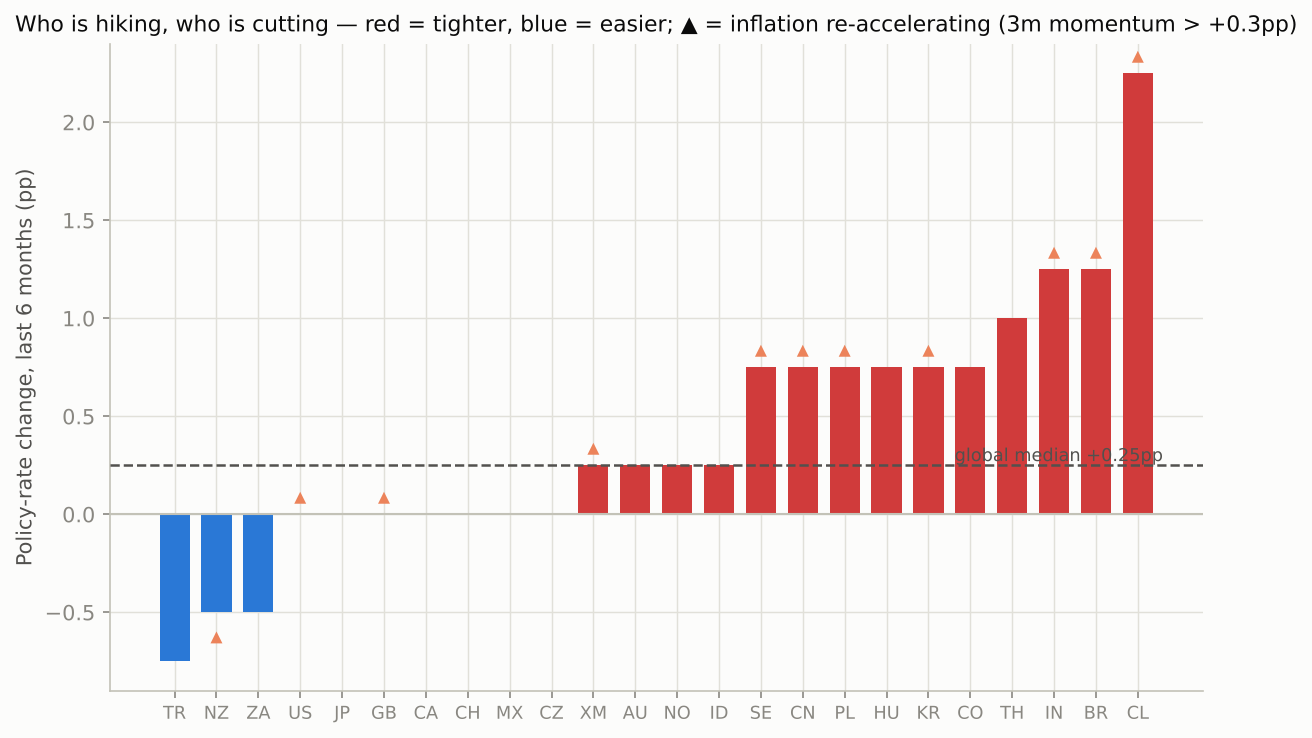 Who is hiking, who is cutting — red = tighter, blue = easier; ▲ = inflation re-accelerating (3m momentum > +0.3pp)
Policy-rate change, last 6 months (pp)
2.0
1.5
1.0
0.5
0.0
−0.5
global median +0.25pp
TR NZ ZA US JP GB CA CH MX CZ XM AU NO ID SE CN PL HU KR CO TH IN BR CL